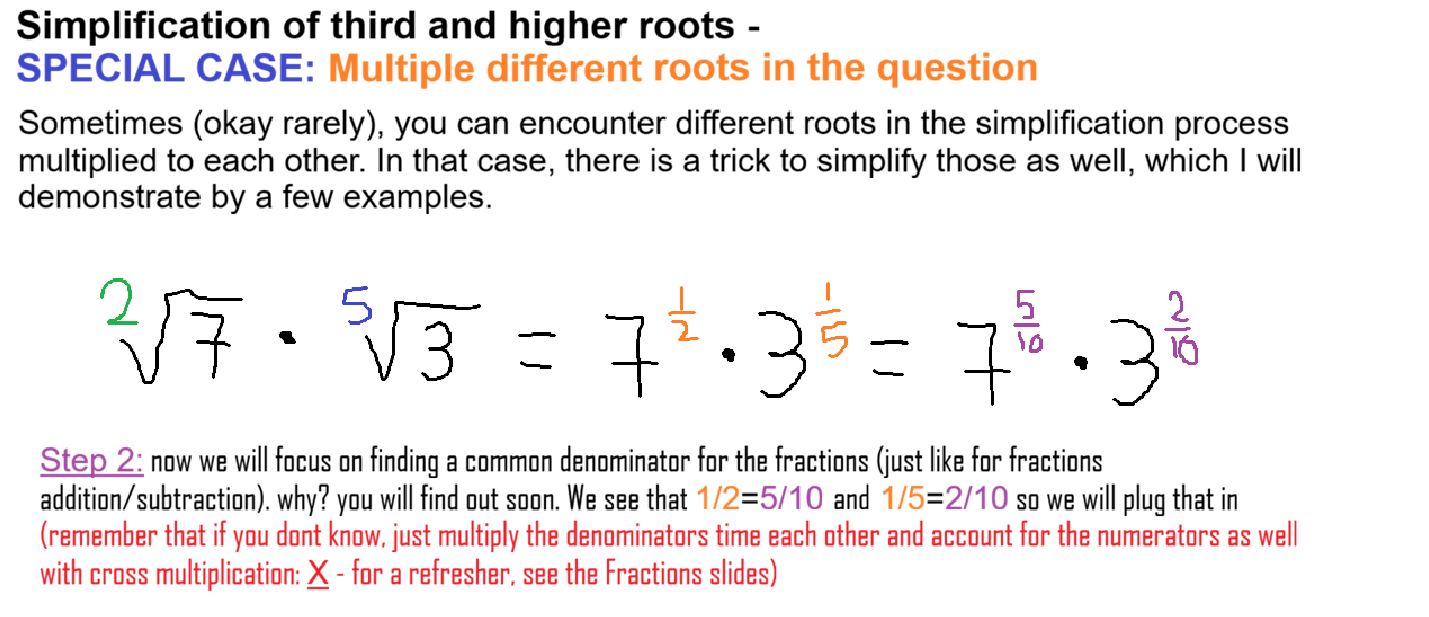 Simplification of third and higher roots -
SPECIAL CASE: Multiple different roots in the question
Sometimes (okay rarely), you can encounter different roots in the simplification process
multiplied to each other. In that case, there is a trick to simplify those as well, which I will
demonstrate by a few examples.
²√7 · ⁵√3 = 7^(1/2) · 3^(1/5) = 7^(5/10) · 3^(2/10)
Step 2: now we will focus on finding a common denominator for the fractions (just like for fractions
addition/subtraction). why? you will find out soon. We see that 1/2=5/10 and 1/5=2/10 so we will plug that in
(remember that if you dont know, just multiply the denominators time each other and account for the numerators as well
with cross multiplication: X - for a refresher, see the Fractions slides)